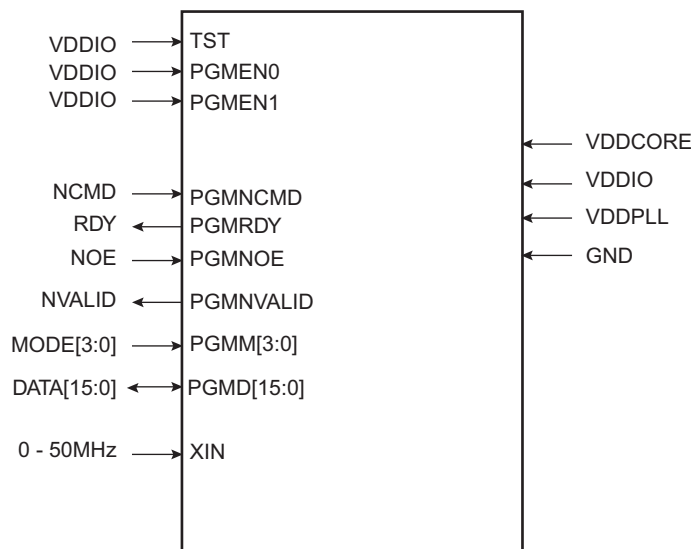 VDDIO TST
VDDIO PGMEN0
VDDIO PGMEN1
VDDCORE
VDDIO
NCMD PGMNCMD
VDDPLL
RDY PGMRDY
GND
NOE PGMNOE
NVALID PGMNVALID
MODE[3:0] PGMM[3:0]
DATA[15:0] PGMD[15:0]
0 - 50MHz XIN